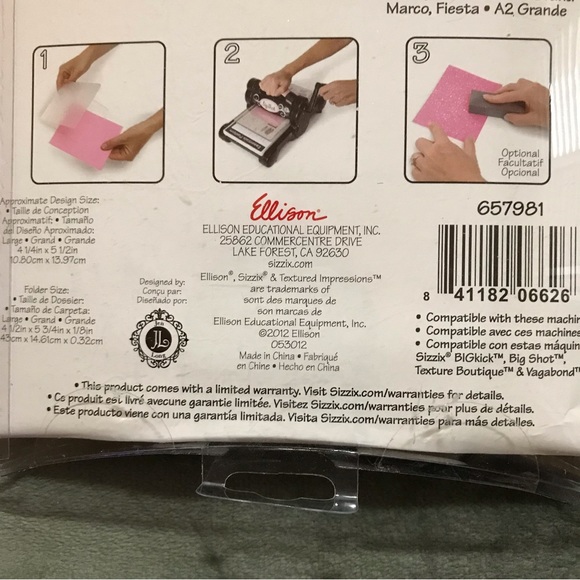 Marco, Fiesta • A2 Grande
1
2
3
Optional
Facultatif
Opcional
Approximate Design Size:
• Taille de Conception
Approximatif: • Tamaño
del Diseño Aproximado:
Large • Grand • Grande
4 1/4in x 5 1/2in
10.80cm x 13.97cm
Folder Size:
• Taille de Dossier:
• Tamaño de Carpeta:
Large • Grand • Grande
4 1/2in x 5 3/4in x 1/8in
43cm x 14.61cm x 0.32cm
Designed by:
Conçu par:
Diseñado por:
Jen
JL
Long
Ellison®
ELLISON EDUCATIONAL EQUIPMENT, INC.
25862 COMMERCENTRE DRIVE
LAKE FOREST, CA 92630
sizzix.com
Ellison®, Sizzix® & Textured Impressions™
are trademarks of
sont des marques de
son marcas de
Ellison Educational Equipment, Inc.
©2012 Ellison
053012
Made in China • Fabriqué
en Chine • Hecho en China
657981
8 41182 06626
• Compatible with these machin
• Compatible avec ces machines
• Compatible con estas máquin
Sizzix® BIGkick™, Big Shot™,
Texture Boutique™ & Vagabond™
• This product comes with a limited warranty. Visit Sizzix.com/warranties for details.
• Ce produit est livré avecune garantie limitée. Visitez Sizzix.com/warranties pour plus de détails.
• Este producto viene con una garantía limitada. Visita Sizzix.com/warranties para más detalles.